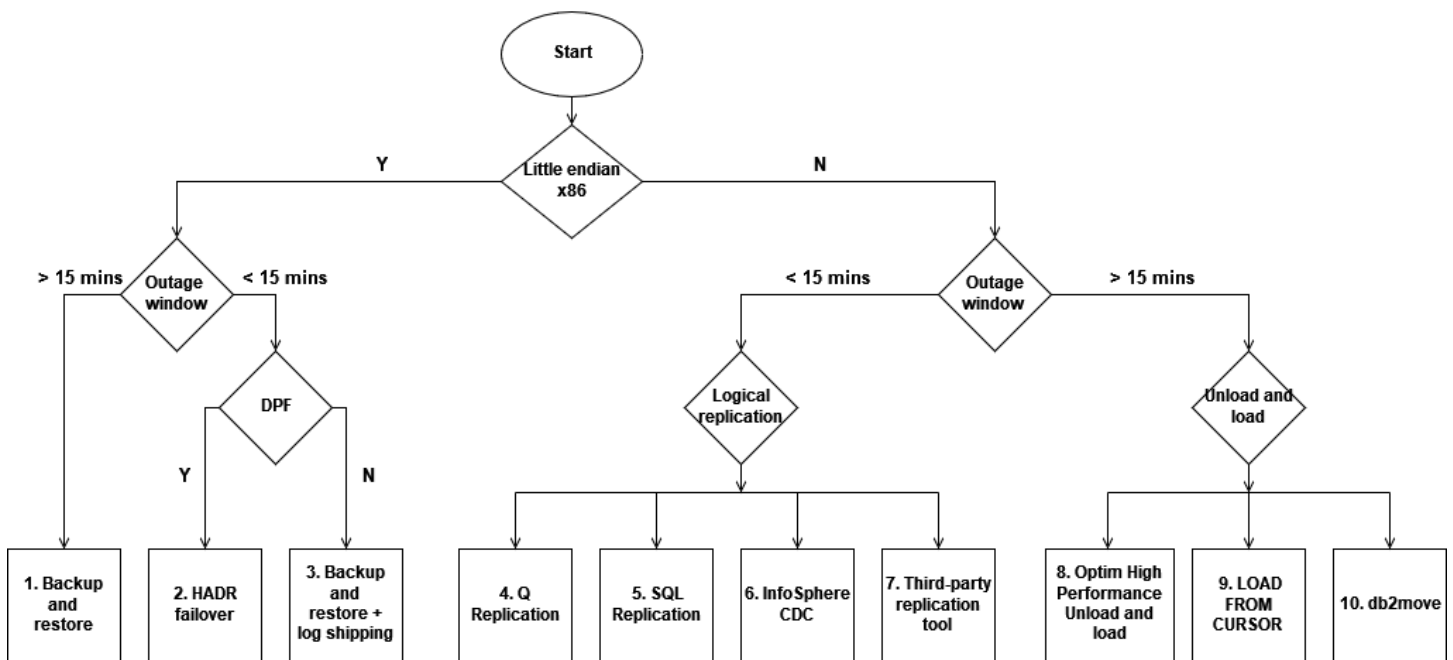 Start
Little endian
x86
Y
N
> 15 mins
Outage
window
< 15 mins
< 15 mins
Outage
window
> 15 mins
DPF
Y
N
Logical
replication
Unload and
load
1. Backup
and
restore
2. HADR
failover
3. Backup
and
restore +
log shipping
4. Q
Replication
5. SQL
Replication
6. InfoSphere
CDC
7. Third-party
replication
tool
8. Optim High
Performance
Unload and
load
9. LOAD
FROM
CURSOR
10. db2move